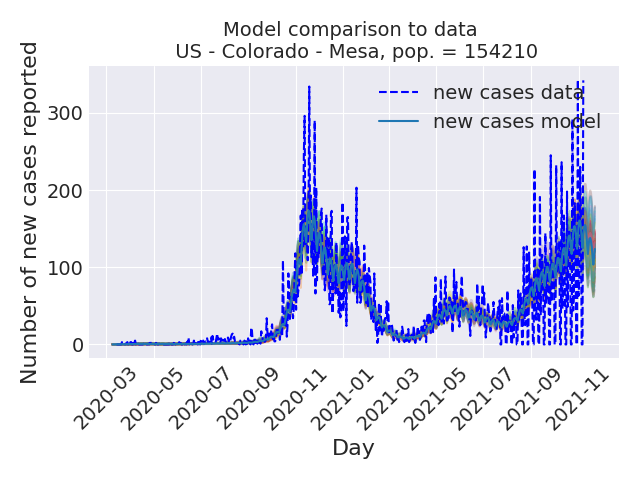 Model comparison to data
US - Colorado - Mesa, pop. = 154210
Number of new cases reported
300
200
100
0
new cases data
new cases model
2020-03
2020-05
2020-07
2020-09
2020-11
2021-01
2021-03
2021-05
2021-07
2021-09
2021-11
Day